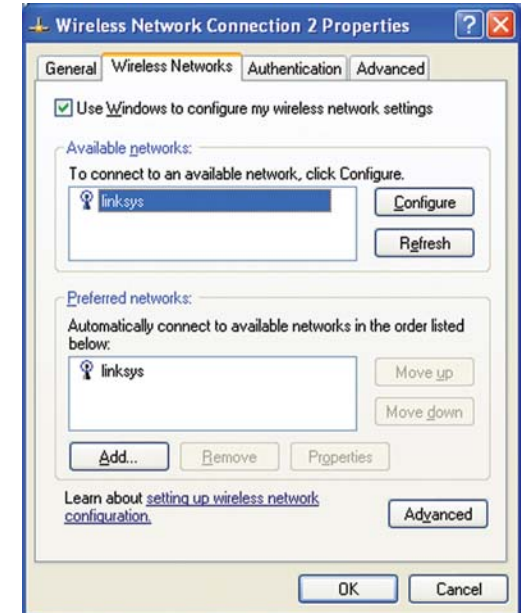 Wireless Network Connection 2 Properties
General Wireless Networks Authentication Advanced
Use Windows to configure my wireless network settings
Available networks:
To connect to an available network, click Configure.
linksys
Configure
Refresh
Preferred networks:
Automatically connect to available networks in the order listed
below:
linksys
Move up
Move down
Add... Remove Properties
Learn about setting up wireless network
configuration.
Advanced
OK Cancel